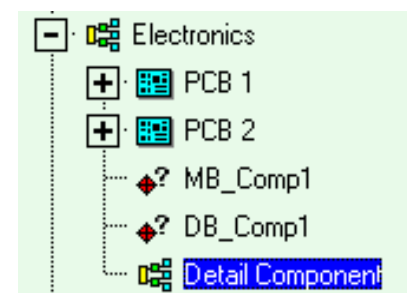 Electronics
PCB 1
PCB 2
? MB_Comp1
? DB_Comp1
Detail Component